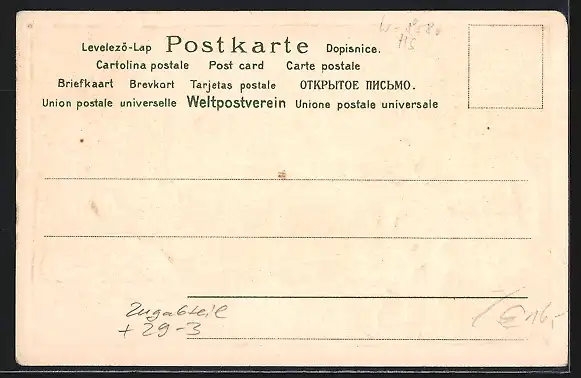 Levelező-Lap Postkarte Dopisnice.
Cartolina postale Post card Carte postale
Briefkaart Brevkort Tarjetas postale ОТКРЫТОЕ ПИСЬМО.
Union postale universelle Weltpostverein Unione postale universale
Zugabteil
+ 29-3